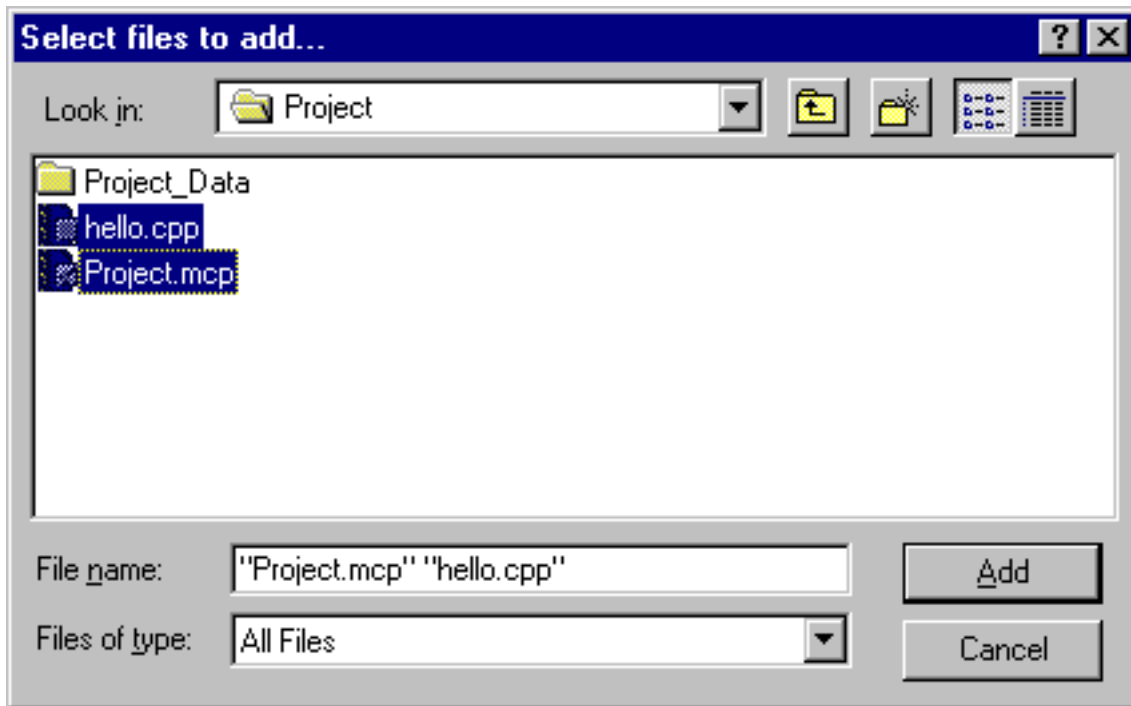 Select files to add...
Look in: Project
Project_Data
hello.cpp
Project.mcp
File name: "Project.mcp" "hello.cpp" Add
Files of type: All Files Cancel